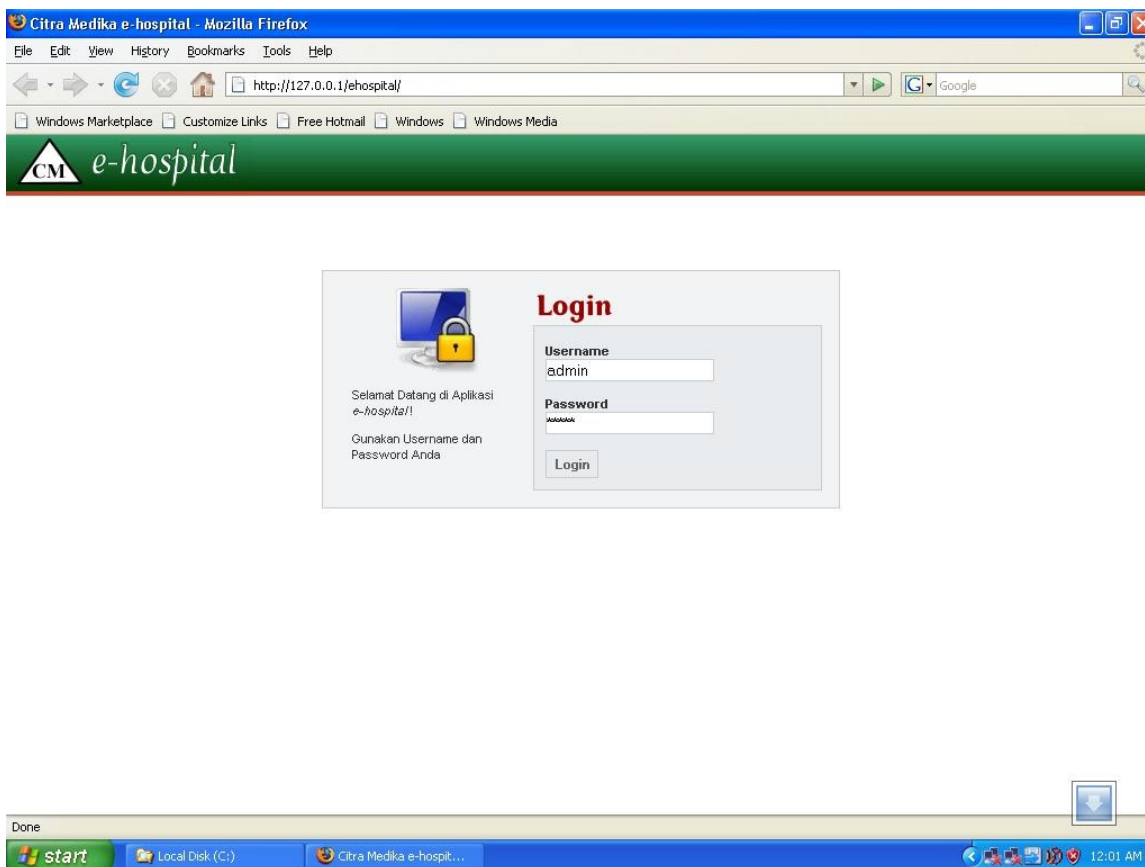 Citra Medika e-hospital - Mozilla Firefox
File Edit View History Bookmarks Tools Help
http://127.0.0.1/ehospital/
G Google
Windows Marketplace Customize Links Free Hotmail Windows Windows Media
CM e-hospital
Login
Username
admin
Password
*****
Selamat Datang di Aplikasi
e-hospital!
Gunakan Username dan
Password Anda
Login
Done
start Local Disk (C:) Citra Medika e-hospit... 12:01 AM